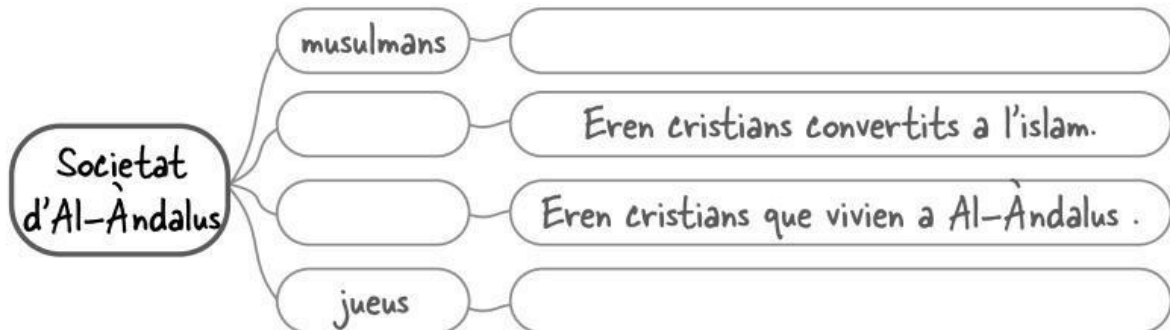 musulmans
Eren cristians convertits a l'islam.
Societat
d'Al-Àndalus
Eren cristians que vivien a Al-Àndalus .
jueus